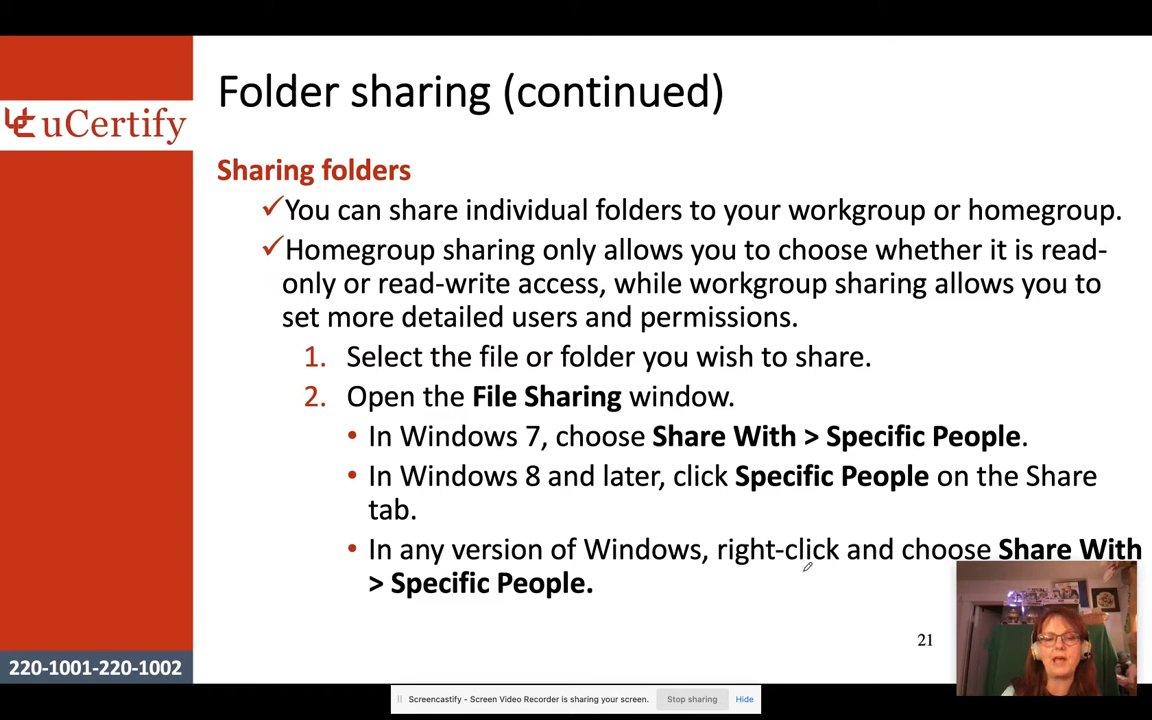 Folder sharing (continued)
uCertify
Sharing folders
✓You can share individual folders to your workgroup or homegroup.
✓Homegroup sharing only allows you to choose whether it is read-
only or read-write access, while workgroup sharing allows you to
set more detailed users and permissions.
1. Select the file or folder you wish to share.
2. Open the File Sharing window.
• In Windows 7, choose Share With > Specific People.
• In Windows 8 and later, click Specific People on the Share
tab.
• In any version of Windows, right-click and choose Share With
> Specific People.
21
220-1001-220-1002
Screencastify - Screen Video Recorder is sharing your screen. Stop sharing Hide